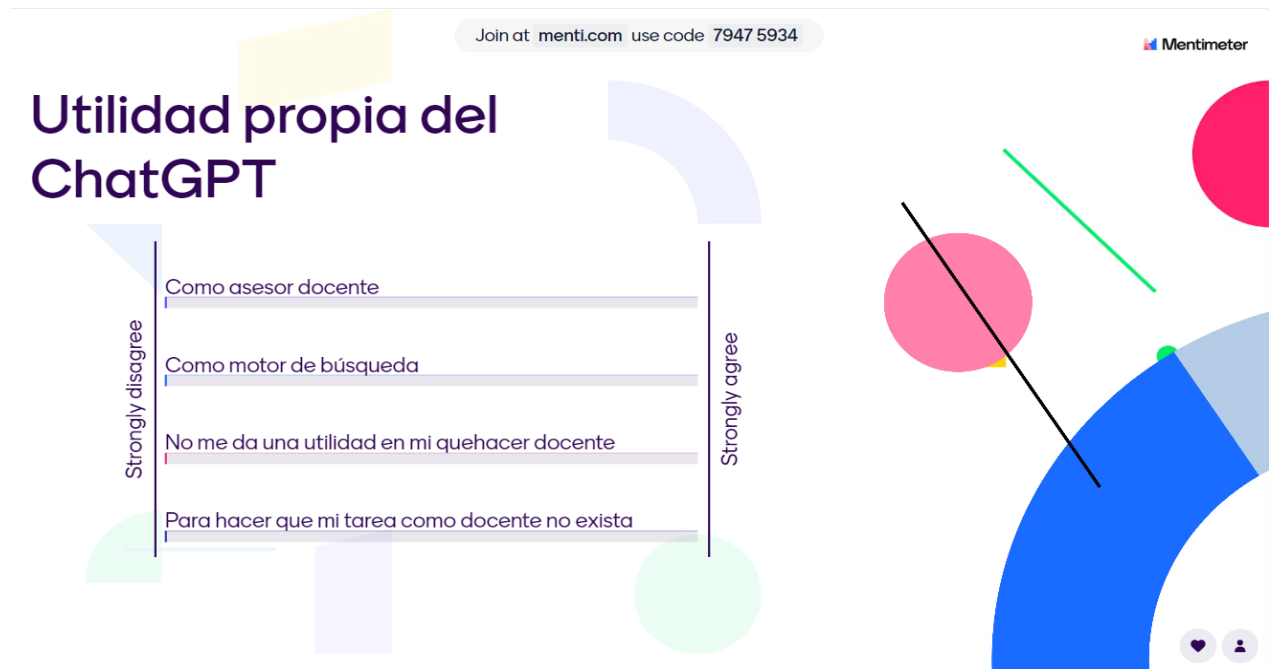 Join at menti.com use code 7947 5934
Mentimeter
Utilidad propia del
ChatGPT
Strongly disagree
Como asesor docente
Como motor de búsqueda
No me da una utilidad en mi quehacer docente
Para hacer que mi tarea como docente no exista
Strongly agree